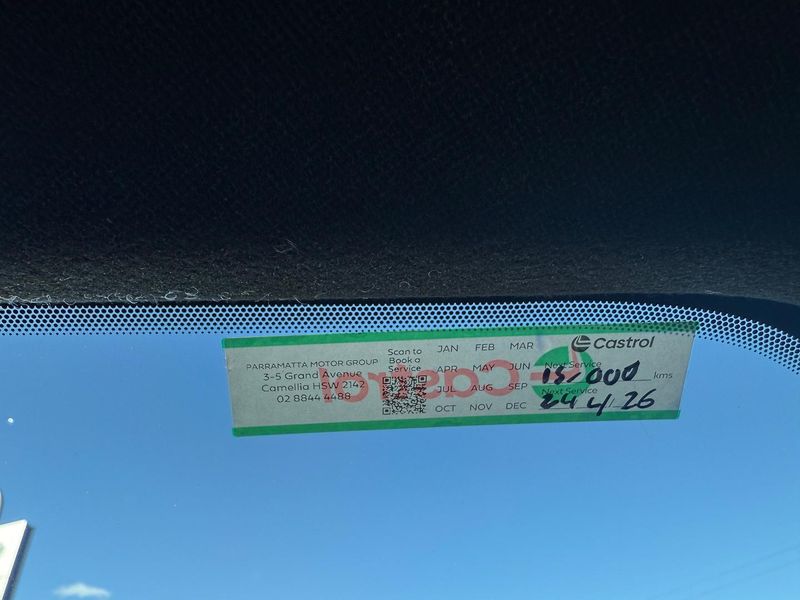 PARRAMATTA MOTOR GROUP
3-5 Grand Avenue
Camellia HSW 2142
02 8844 4488
Scan to
Book a
Service
JAN FEB MAR
APR MAY JUN
JUL AUG SEP
OCT NOV DEC
Castrol
Next Service
15,000 kms
Next Service
24/4/26
Castrol